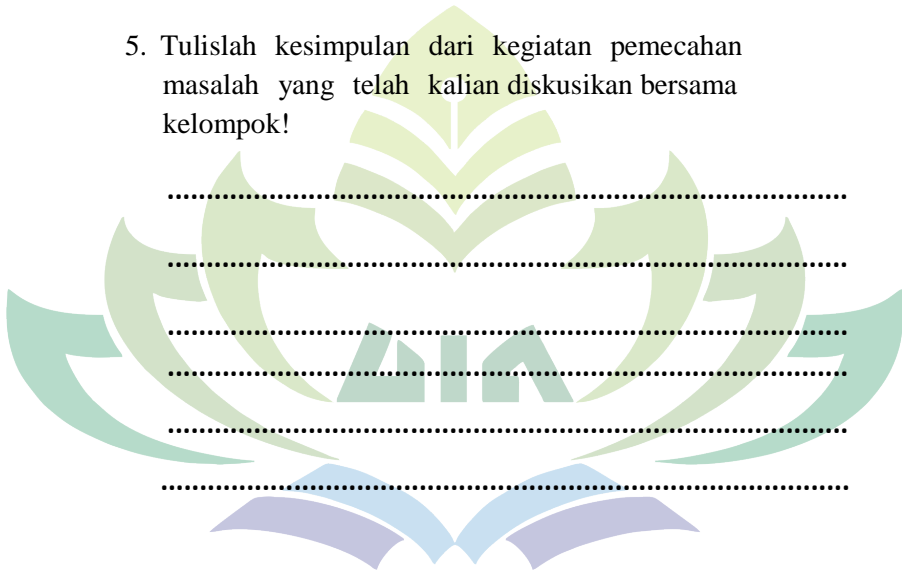 5. Tulislah kesimpulan dari kegiatan pemecahan
masalah yang telah kalian diskusikan bersama
kelompok!
........................................................................................
........................................................................................
........................................................................................
........................................................................................
........................................................................................
.........................................................................................